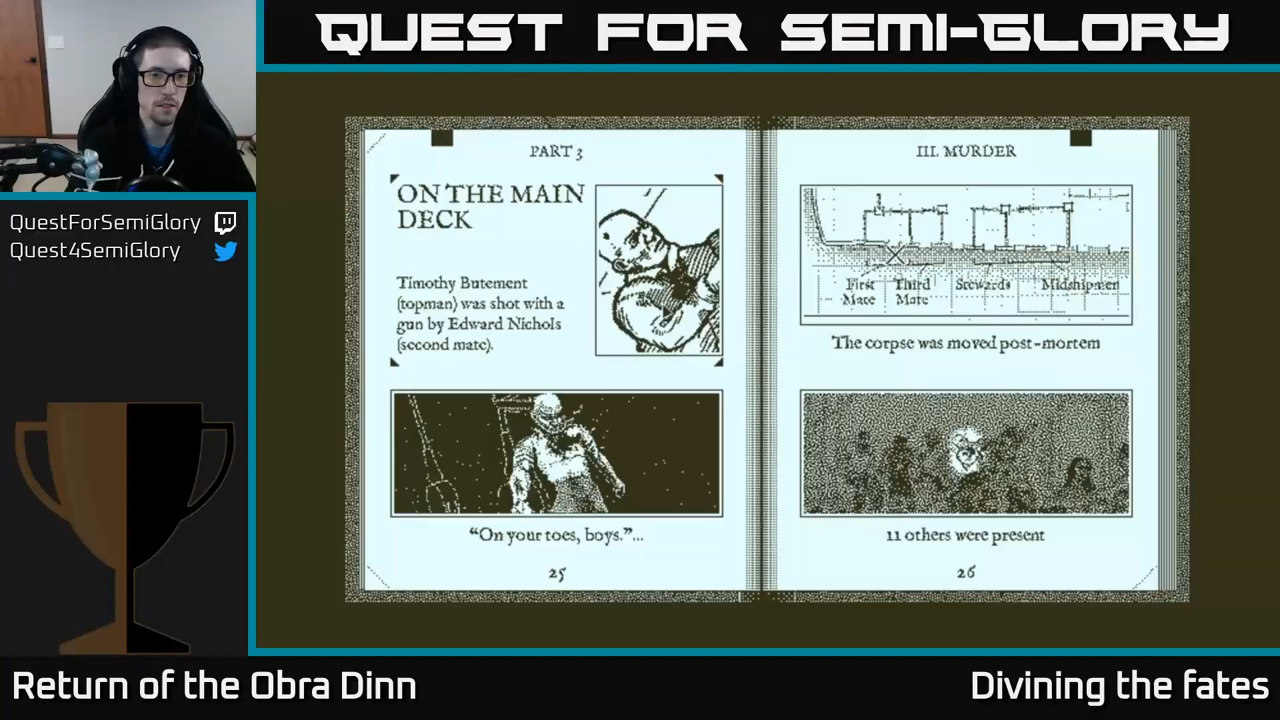 QUEST FOR SEMI-GLORY
QuestForSemiGlory
Quest4SemiGlory
PART 3
ON THE MAIN
DECK
Timothy Butement
(topman) was shot with a
gun by Edward Nichols
(second mate).
"On your toes, boys."...
25
III. MURDER
First
Mate
Third
Mate
Stewards
Midshipmen
The corpse was moved post-mortem
11 others were present
26
Return of the Obra Dinn
Divining the fates